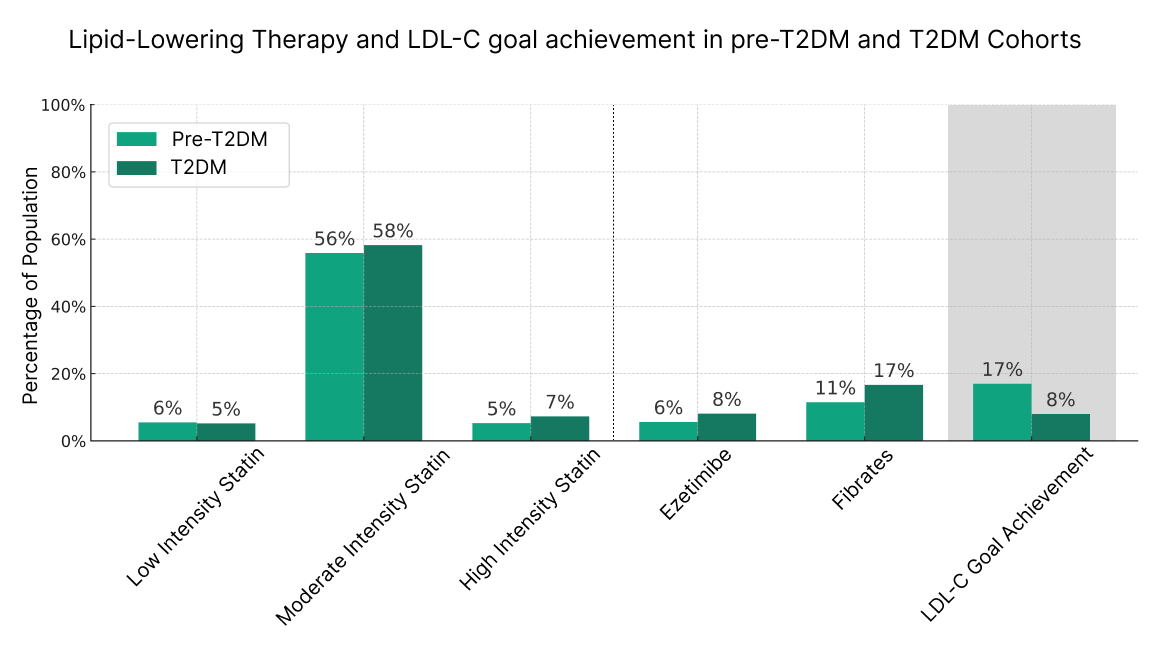 Lipid-Lowering Therapy and LDL-C goal achievement in pre-T2DM and T2DM Cohorts
Percentage of Population
100%
80%
60%
40%
20%
0%
Pre-T2DM
T2DM
6%
5%
56%
58%
5%
7%
6%
8%
11%
17%
17%
8%
Low Intensity Statin
Moderate Intensity Statin
High Intensity Statin
Ezetimibe
Fibrates
LDL-C Goal Achievement